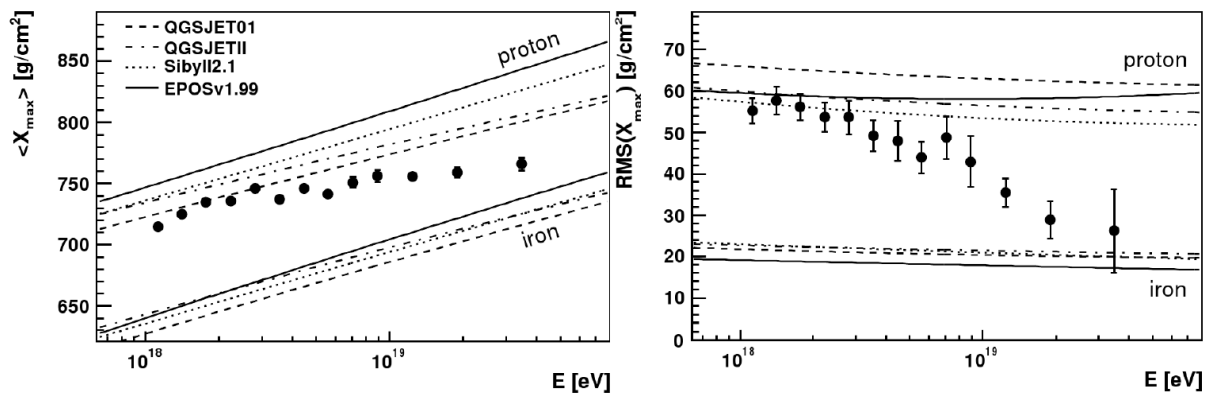 <X_max> [g/cm²]
850
800
750
700
650
QGSJET01
QGSJETII
Sibyll2.1
EPOSv1.99
proton
iron
10^18
10^19
E [eV]
RMS(X_max) [g/cm²]
70
60
50
40
30
20
10
0
proton
iron
10^18
10^19
E [eV]